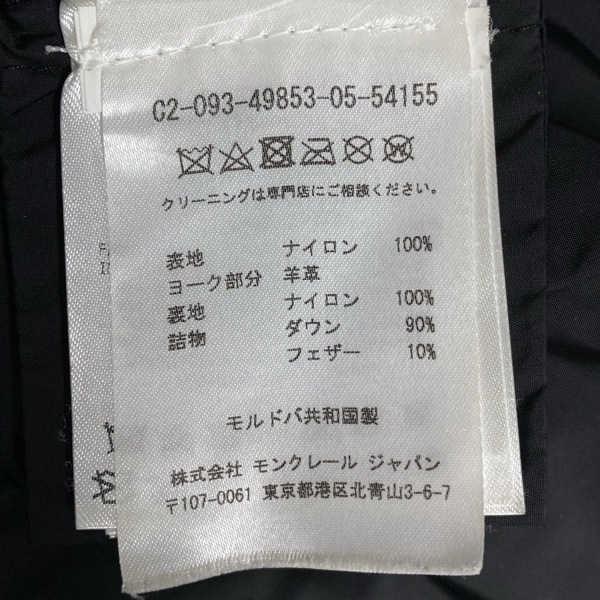 C2-093-49853-05-54155
クリーニングは専門店にご相談ください。
表地 ナイロン 100%
ヨーク部分 羊革
裏地 ナイロン 100%
詰物 ダウン 90%
フェザー 10%
モルドバ共和国製
株式会社 モンクレール ジャパン
〒107-0061 東京都港区北青山3-6-7